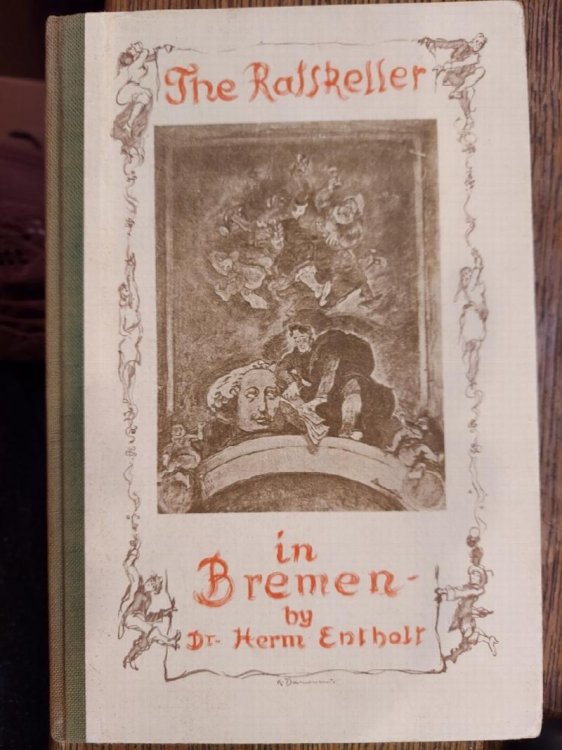 The Ratskeller
in
Bremen -
by
Dr. Herm Entholt